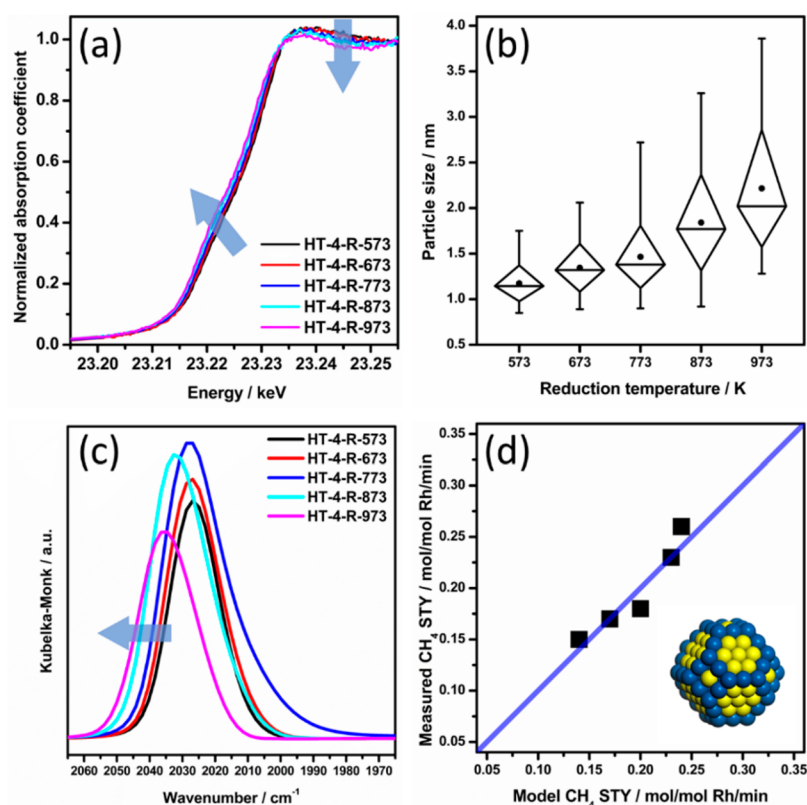 (a)
Normalized absorption coefficient
1.0
0.8
0.6
0.4
0.2
0.0
HT-4-R-573
HT-4-R-673
HT-4-R-773
HT-4-R-873
HT-4-R-973
23.20 23.21 23.22 23.23 23.24 23.25
Energy / keV
(b)
Particle size / nm
4.0
3.5
3.0
2.5
2.0
1.5
1.0
0.5
573 673 773 873 973
Reduction temperature / K
(c)
Kubelka-Monk / a.u.
HT-4-R-573
HT-4-R-673
HT-4-R-773
HT-4-R-873
HT-4-R-973
2060 2050 2040 2030 2020 2010 2000 1990 1980 1970
Wavenumber / cm⁻¹
(d)
Measured CH₄ STY / mol/mol Rh/min
0.35
0.30
0.25
0.20
0.15
0.10
0.05
0.05 0.10 0.15 0.20 0.25 0.30 0.35
Model CH₄ STY / mol/mol Rh/min